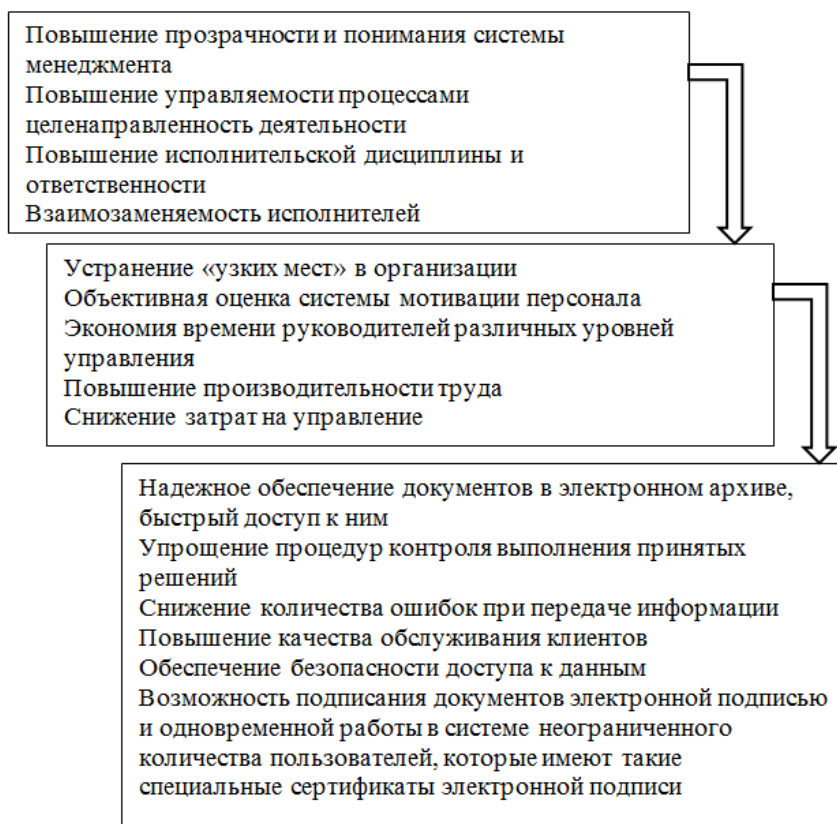 Повышение прозрачности и понимания системы
менеджмента
Повышение управляемости процессами
целенаправленность деятельности
Повышение исполнительской дисциплины и
ответственности
Взаимозаменяемость исполнителей
Устранение «узких мест» в организации
Объективная оценка системы мотивации персонала
Экономия времени руководителей различных уровней
управления
Повышение производительности труда
Снижение затрат на управление
Надежное обеспечение документов в электронном архиве,
быстрый доступ к ним
Упрощение процедур контроля выполнения принятых
решений
Снижение количества ошибок при передаче информации
Повышение качества обслуживания клиентов
Обеспечение безопасности доступа к данным
Возможность подписания документов электронной подписью
и одновременной работы в системе неограниченного
количества пользователей, которые имеют такие
специальные сертификаты электронной подписи